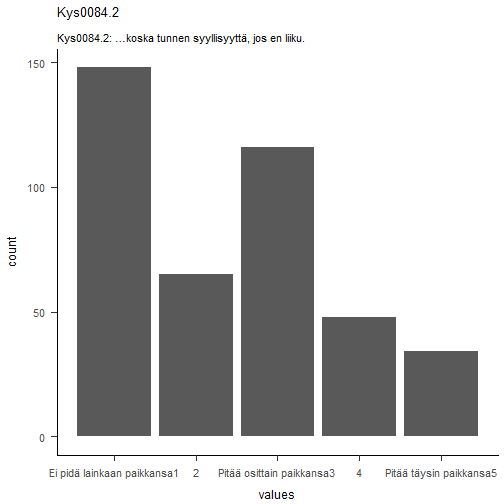 Kys0084.2
Kys0084.2: …koska tunnen syyllisyyttä, jos en liiku.
150
100
50
0
count
Ei pidä lainkaan paikkansa1 2 Pitää osittain paikkansa3 4 Pitää täysin paikkansa5
values